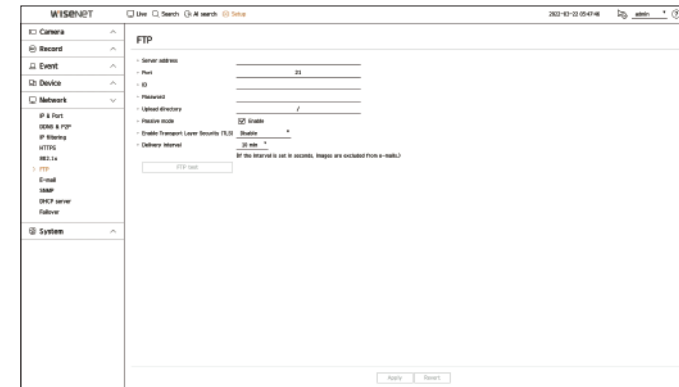 WISENET
Live Search AI search Setup 2022-03-22 05:47:48 admin
Camera
Record
Event
Device
Network
IP & Port
DDNS & P2P
IP filtering
HTTPS
802.1x
> FTP
E-mail
SNMP
DHCP server
Failover
System
FTP
- Server address
- Port 21
- ID
- Password
- Upload directory /
- Passive mode Enable
- Enable Transport Layer Security (TLS) Disable
- Delivery interval 10 min
(If the interval is set in seconds, images are excluded from e-mails.)
FTP test
Apply Revert